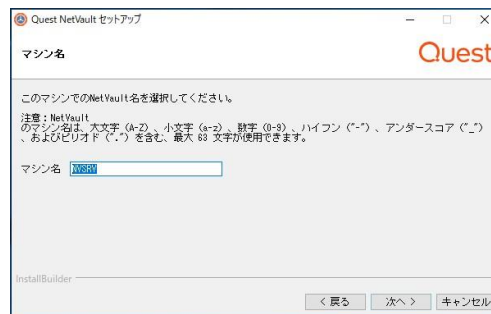 Quest NetVault セットアップ
マシン名
Quest
このマシンでのNetVault名を選択してください。
注意：NetVault
のマシン名は、大文字 (A-Z) 、小文字 (a-z) 、数字 (0-9) 、ハイフン ("-") 、アンダースコア ("_")
、およびピリオド (".") を含む、最大 63 文字が使用できます。
マシン名 NVSRV
InstallBuilder
< 戻る 次へ > キャンセル